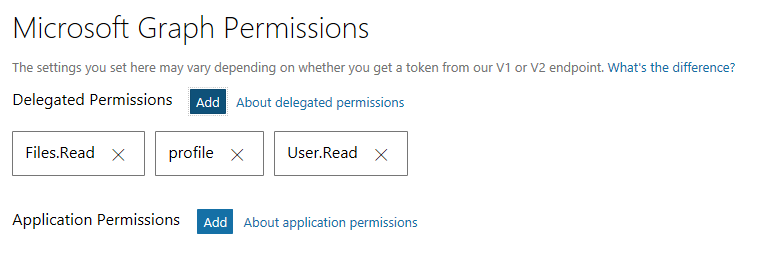 Microsoft Graph Permissions
The settings you set here may vary depending on whether you get a token from our V1 or V2 endpoint. What's the difference?
Delegated Permissions Add About delegated permissions
Files.Read profile User.Read
Application Permissions Add About application permissions